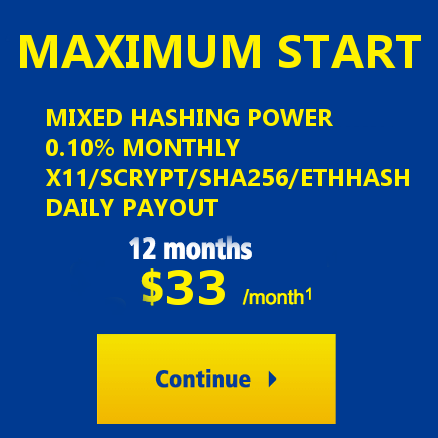 MAXIMUM START
MIXED HASHING POWER
0.10% MONTHLY
X11/SCRYPT/SHA256/ETHHASH
DAILY PAYOUT
12 months
$33 /month¹
Continue